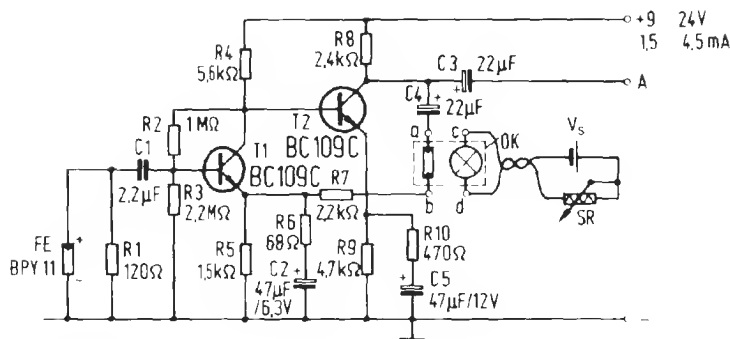 +9 24V
1,5 4,5mA
R8
2,4kΩ
R4
5,6kΩ
C3
22µF
A
C4
22µF
T2
BC109C
R2
1MΩ
C1
2,2µF
T1
BC109C
a
c
OK
Vs
b
d
SR
R3
2,2MΩ
R7
2,2kΩ
FE
BPY 11
+
–
R1
120Ω
R5
1,5kΩ
R6
68Ω
C2
47µF
/6,3V
R9
4,7kΩ
R10
470Ω
C5
47µF/12V
–